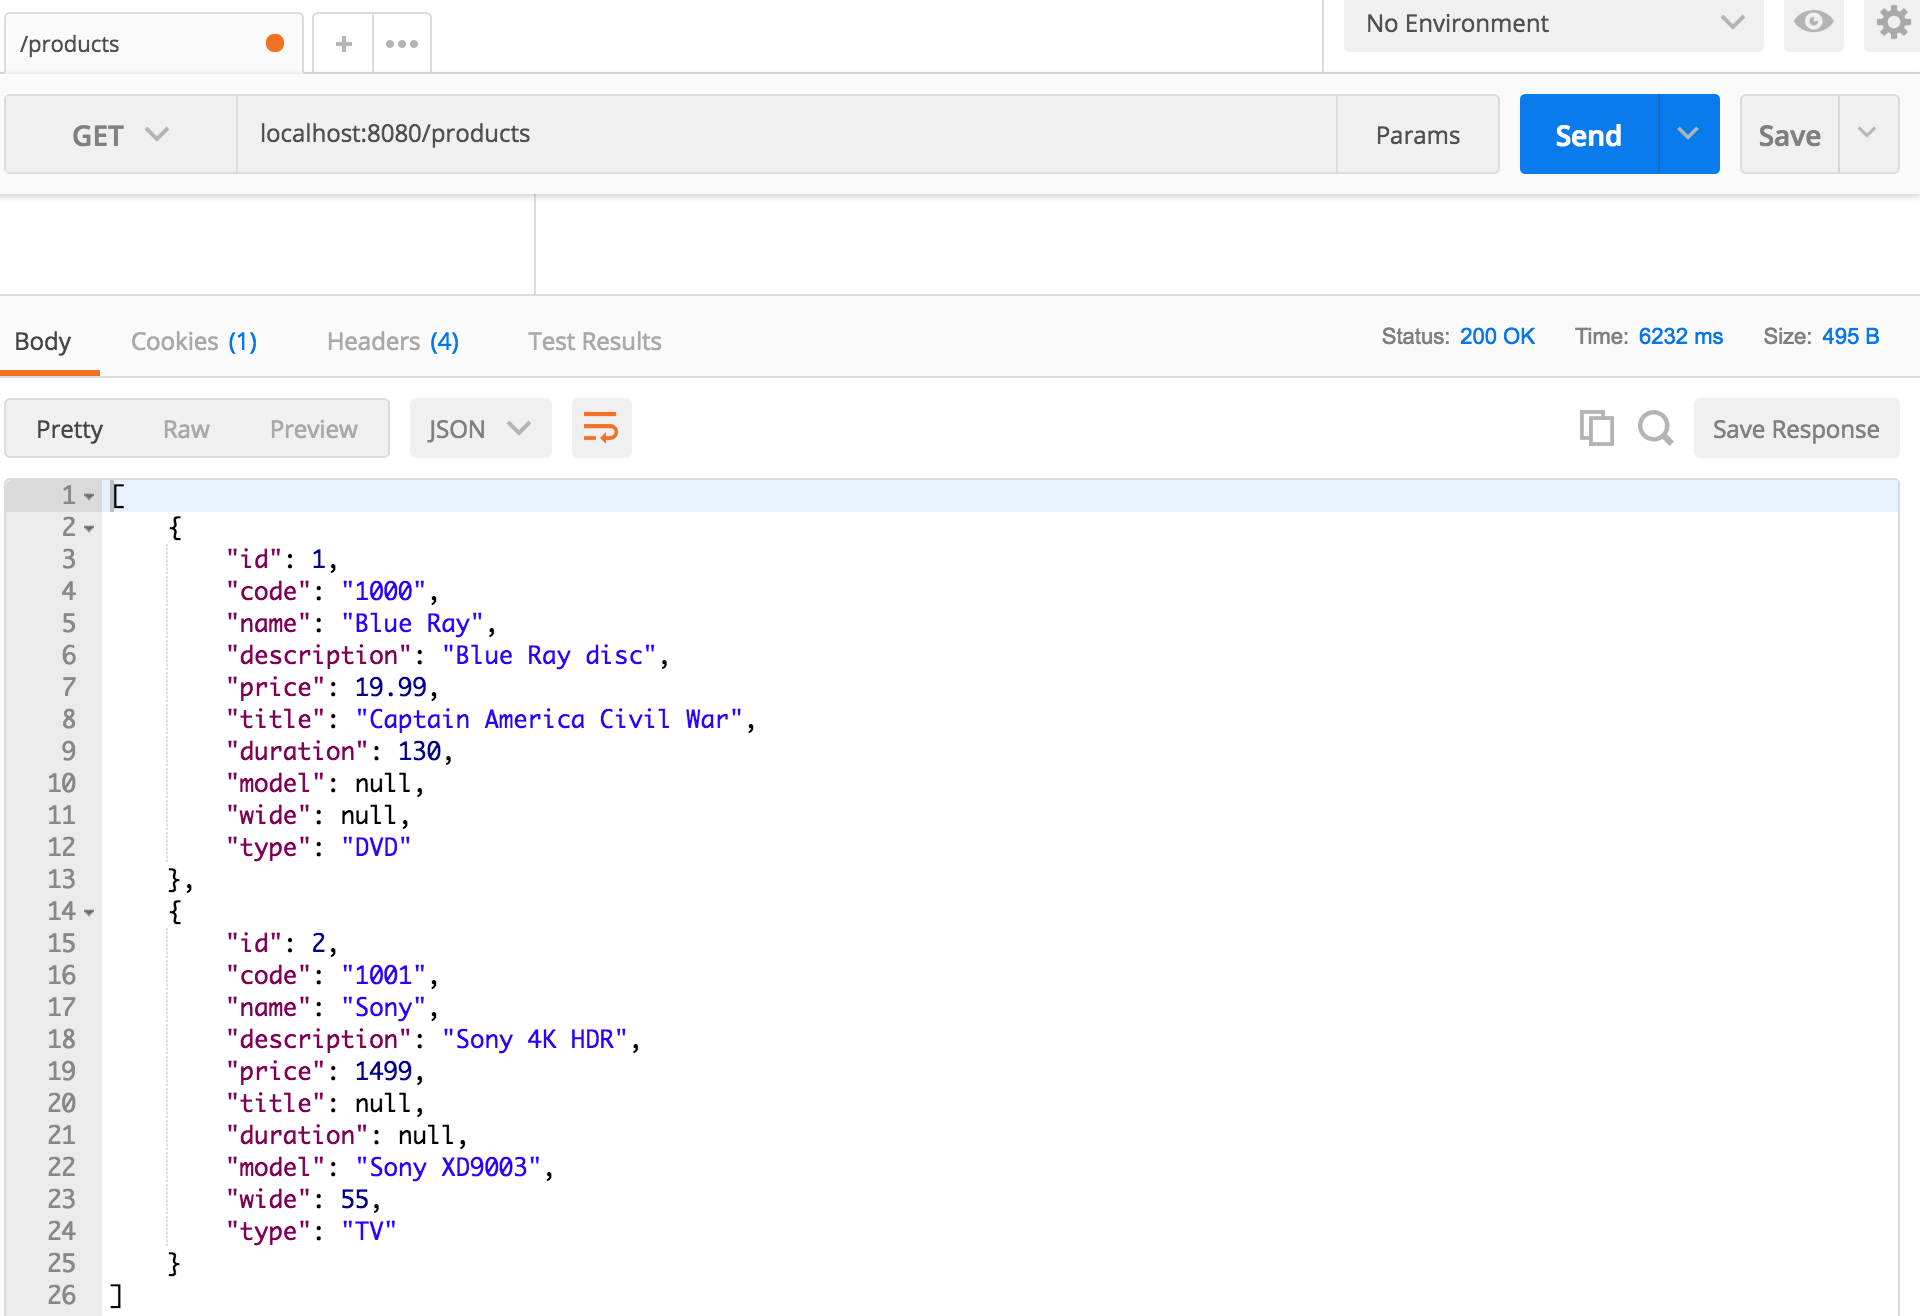 /products
No Environment
GET localhost:8080/products Params Send Save
Body Cookies (1) Headers (4) Test Results Status: 200 OK Time: 6232 ms Size: 495 B
Pretty Raw Preview JSON Save Response
1 [
2 {
3 "id": 1,
4 "code": "1000",
5 "name": "Blue Ray",
6 "description": "Blue Ray disc",
7 "price": 19.99,
8 "title": "Captain America Civil War",
9 "duration": 130,
10 "model": null,
11 "wide": null,
12 "type": "DVD"
13 },
14 {
15 "id": 2,
16 "code": "1001",
17 "name": "Sony",
18 "description": "Sony 4K HDR",
19 "price": 1499,
20 "title": null,
21 "duration": null,
22 "model": "Sony XD9003",
23 "wide": 55,
24 "type": "TV"
25 }
26 ]